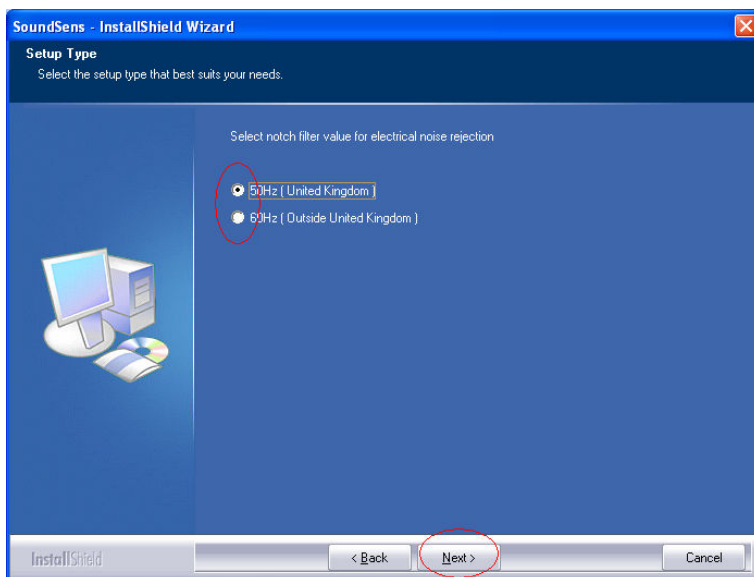 SoundSens - InstallShield Wizard
Setup Type
Select the setup type that best suits your needs.
Select notch filter value for electrical noise rejection
50Hz ( United Kingdom )
60Hz ( Outside United Kingdom )
InstallShield
< Back
Next >
Cancel